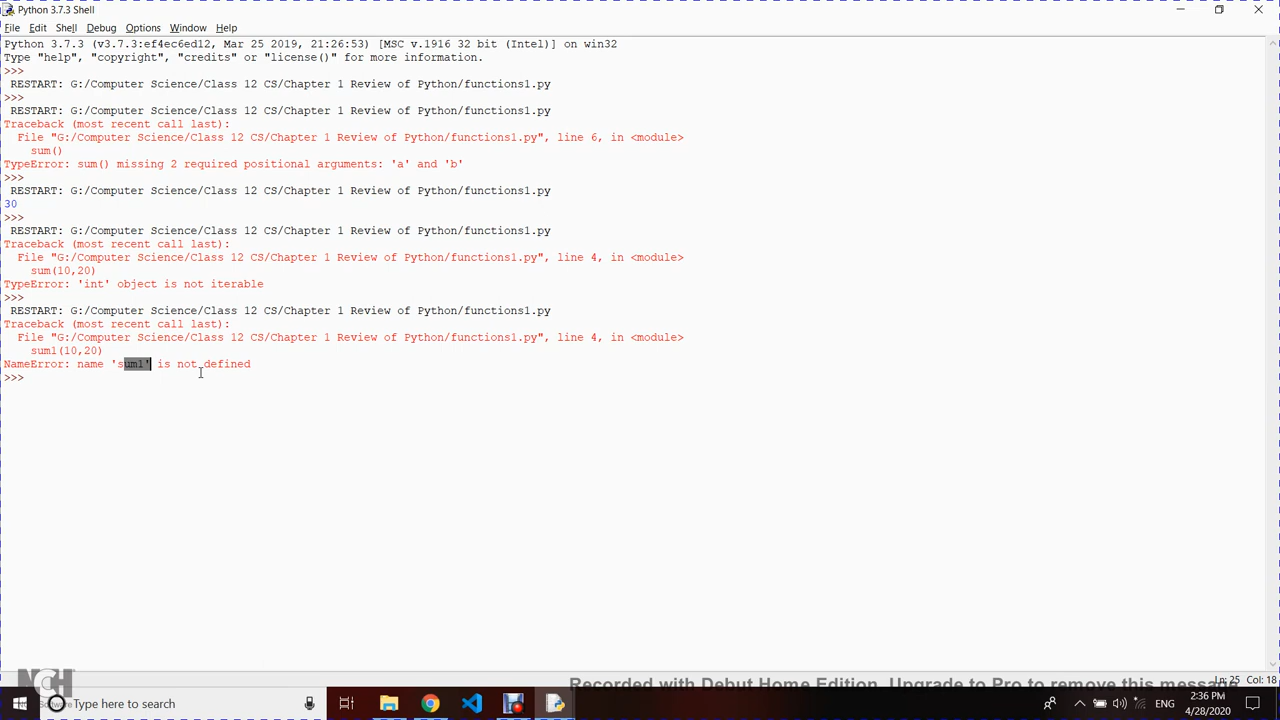 Python 3.7.3 Shell
File Edit Shell Debug Options Window Help
Python 3.7.3 (v3.7.3:ef4ec6ed12, Mar 25 2019, 21:26:53) [MSC v.1916 32 bit (Intel)] on win32
Type "help", "copyright", "credits" or "license()" for more information.
>>>
RESTART: G:/Computer Science/Class 12 CS/Chapter 1 Review of Python/functions1.py
>>>
RESTART: G:/Computer Science/Class 12 CS/Chapter 1 Review of Python/functions1.py
Traceback (most recent call last):
File "G:/Computer Science/Class 12 CS/Chapter 1 Review of Python/functions1.py", line 6, in <module>
sum()
TypeError: sum() missing 2 required positional arguments: 'a' and 'b'
>>>
RESTART: G:/Computer Science/Class 12 CS/Chapter 1 Review of Python/functions1.py
30
>>>
RESTART: G:/Computer Science/Class 12 CS/Chapter 1 Review of Python/functions1.py
Traceback (most recent call last):
File "G:/Computer Science/Class 12 CS/Chapter 1 Review of Python/functions1.py", line 4, in <module>
sum(10,20)
TypeError: 'int' object is not iterable
>>>
RESTART: G:/Computer Science/Class 12 CS/Chapter 1 Review of Python/functions1.py
Traceback (most recent call last):
File "G:/Computer Science/Class 12 CS/Chapter 1 Review of Python/functions1.py", line 4, in <module>
sum1(10,20)
NameError: name 'sum1' is not defined
>>>
NCH
Recorded with Debut Home Edition. Upgrade to Pro to remove this message
Ln: 25 Col: 18
Type here to search
ENG
2:36 PM
4/28/2020